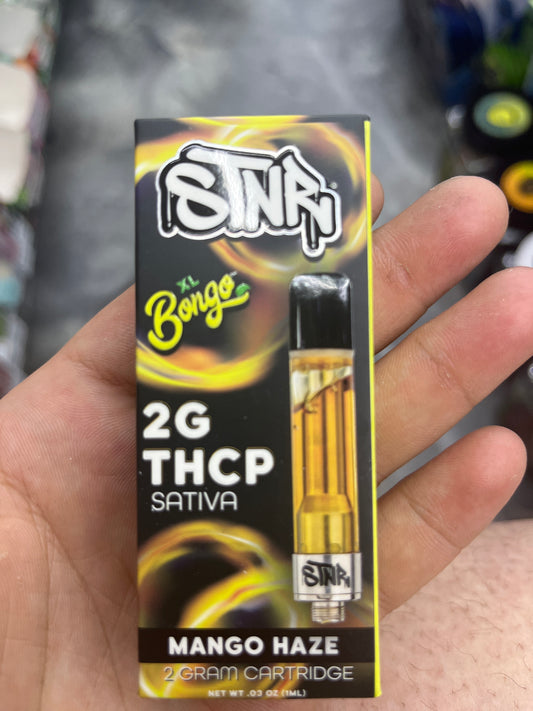 STNR
XL
Bongo
2G
THCP
SATIVA
STNR
MANGO HAZE
2 GRAM CARTRIDGE
NET WT .03 OZ (1ML)